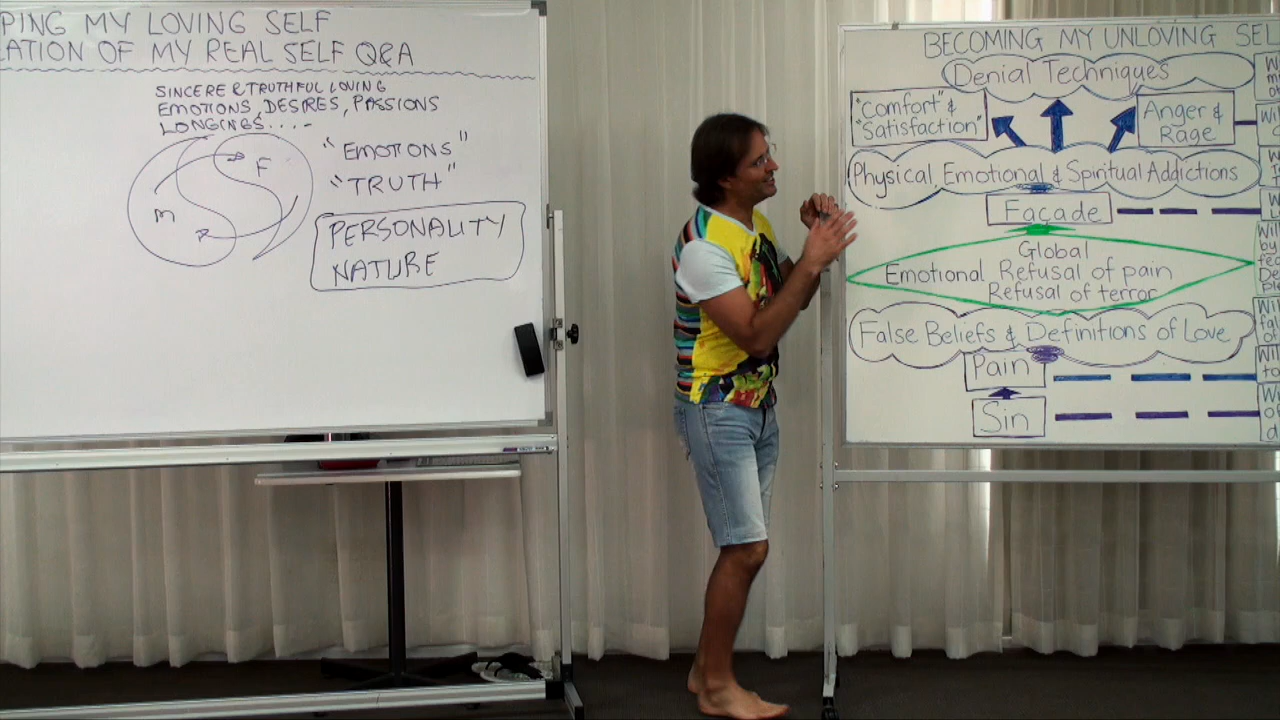 PING MY LOVING SELF
EATION OF MY REAL SELF Q&A
SINCERE & TRUTHFUL LOVING
EMOTIONS, DESIRES, PASSIONS
LONGINGS....
"EMOTIONS"
"TRUTH"
F
M
PERSONALITY
NATURE
BECOMING MY UNLOVING SEL
Denial Techniques
"Comfort" &
"Satisfaction"
Anger &
Rage
Physical, Emotional & Spiritual Addictions
Façade
Global
Emotional Refusal of pain
Refusal of terror
False Beliefs & Definitions of Love
Pain
Sin